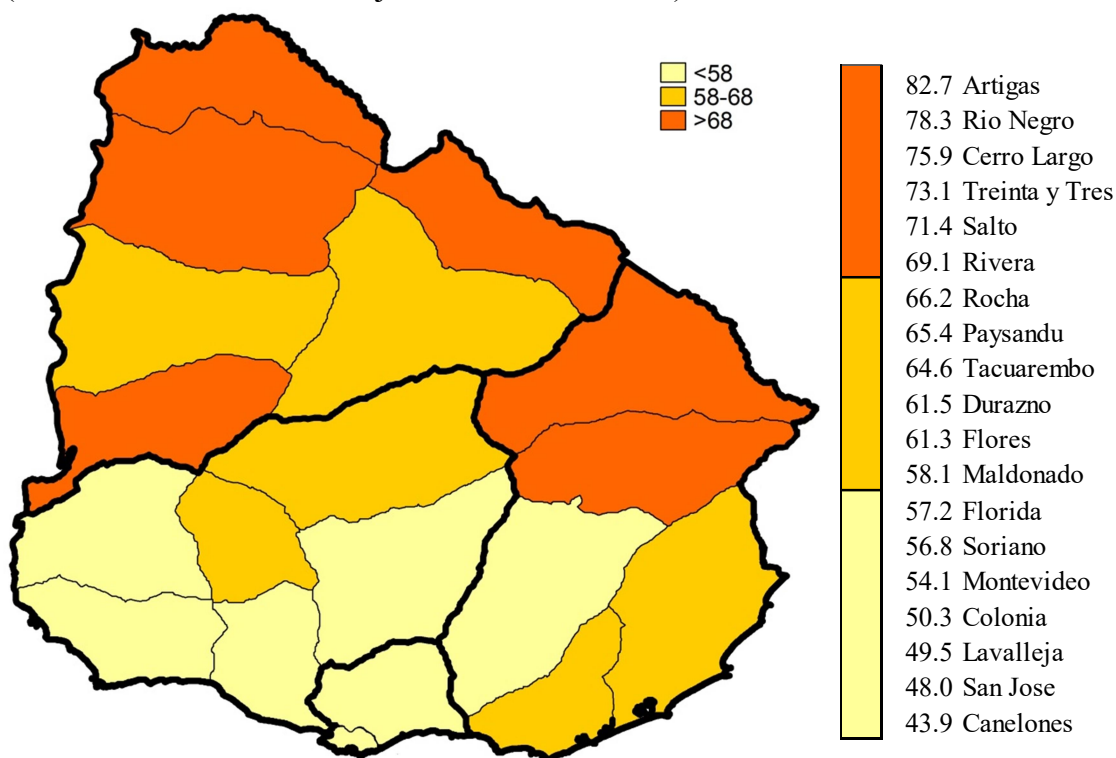 <58
58-68
>68
82.7 Artigas
78.3 Rio Negro
75.9 Cerro Largo
73.1 Treinta y Tres
71.4 Salto
69.1 Rivera
66.2 Rocha
65.4 Paysandu
64.6 Tacuarembo
61.5 Durazno
61.3 Flores
58.1 Maldonado
57.2 Florida
56.8 Soriano
54.1 Montevideo
50.3 Colonia
49.5 Lavalleja
48.0 San Jose
43.9 Canelones